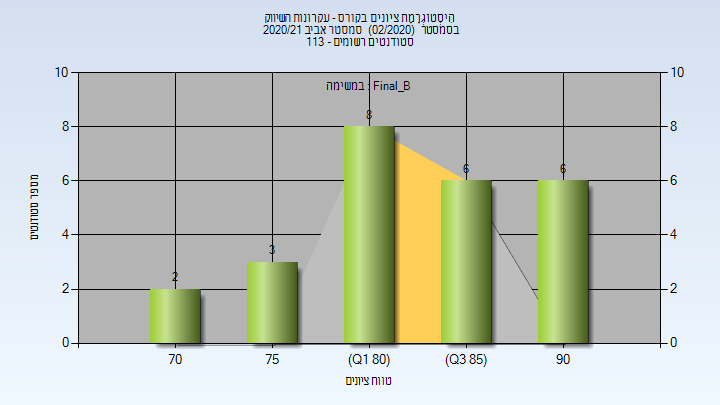 היסטוגרמת ציונים בקורס - עקרונות השיווק
בסמסטר (02/2020) סמסטר אביב 2020/21
סטודנטים רשומים - 113
במשימה : Final_B
10 10
8 8
6 6
4 4
2 2
0 0
2 3 8 6 6
70 75 (Q1 80) (Q3 85) 90
מספר סטודנטים
טווח ציונים